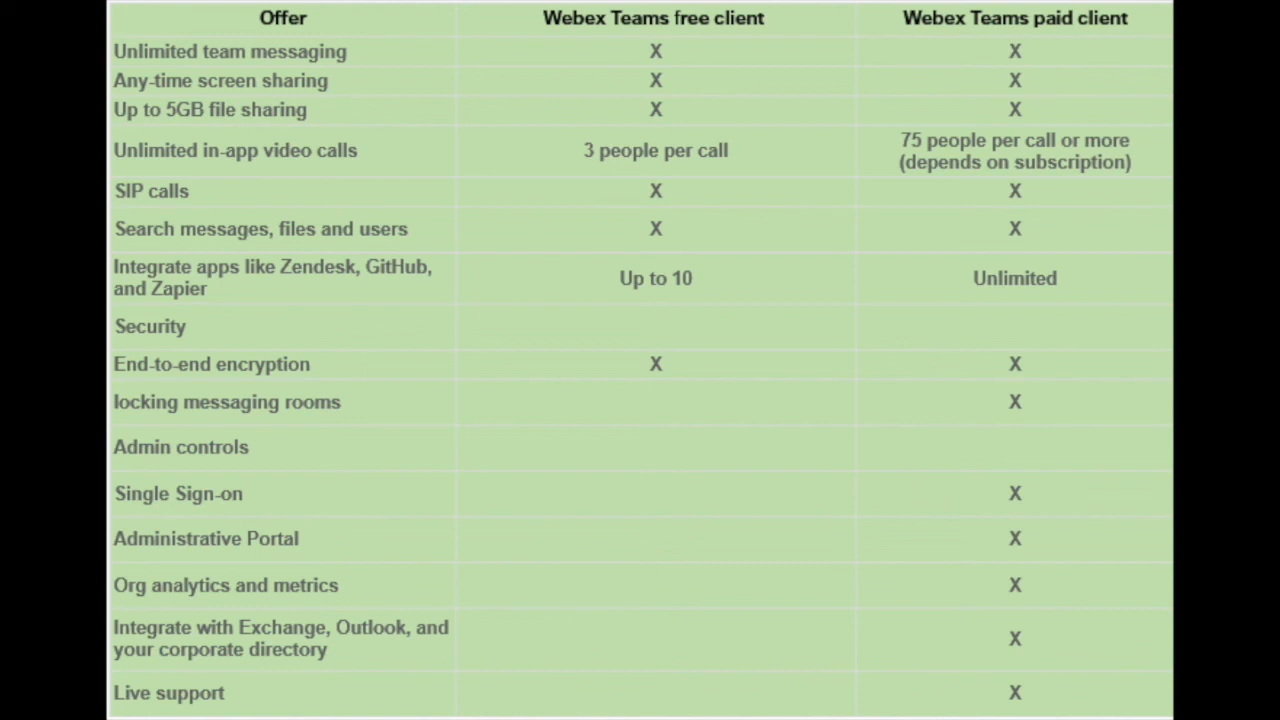 Offer Webex Teams free client Webex Teams paid client
Unlimited team messaging X X
Any-time screen sharing X X
Up to 5GB file sharing X X
Unlimited in-app video calls 3 people per call 75 people per call or more
(depends on subscription)
SIP calls X X
Search messages, files and users X X
Integrate apps like Zendesk, GitHub,
and Zapier Up to 10 Unlimited
Security
End-to-end encryption X X
locking messaging rooms X
Admin controls
Single Sign-on X
Administrative Portal X
Org analytics and metrics X
Integrate with Exchange, Outlook, and
your corporate directory X
Live support X